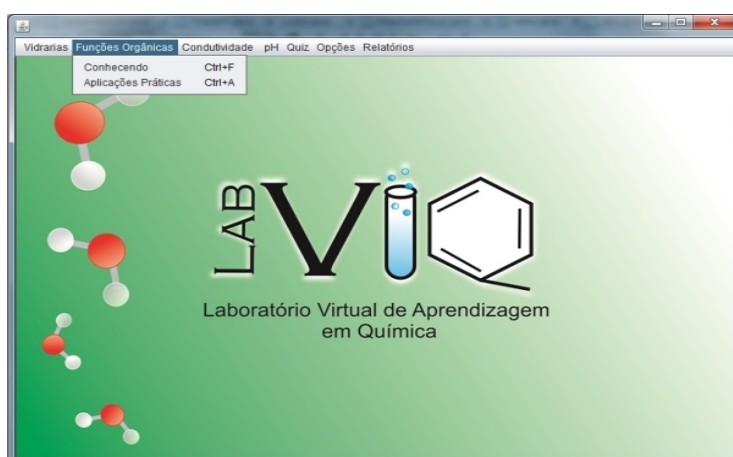 Vidrarias Funções Orgânicas Condutividade pH Quiz Opções Relatórios
Conhecendo Ctrl+F
Aplicações Práticas Ctrl+A
LAB
ViQ
Laboratório Virtual de Aprendizagem
em Química